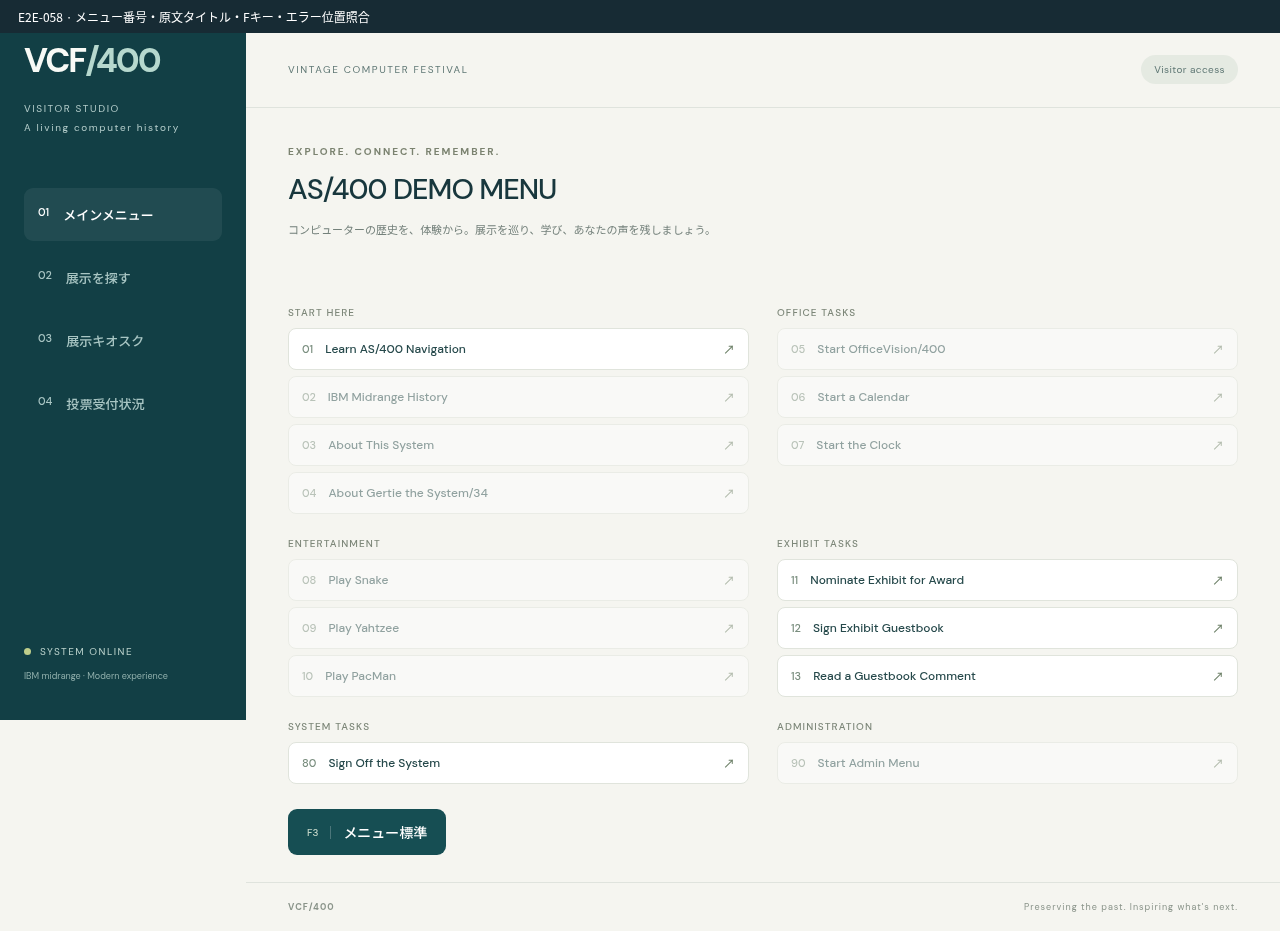 E2E-058 · メニュー番号・原文タイトル・Fキー・エラー位置照合
VCF/400
VISITOR STUDIO
A living computer history
01 メインメニュー
02 展示を探す
03 展示キオスク
04 投票受付状況
SYSTEM ONLINE
IBM midrange · Modern experience
VINTAGE COMPUTER FESTIVAL
Visitor access
EXPLORE. CONNECT. REMEMBER.
AS/400 DEMO MENU
コンピューターの歴史を、体験から。展示を巡り、学び、あなたの声を残しましょう。
START HERE
01 Learn AS/400 Navigation ↗
02 IBM Midrange History ↗
03 About This System ↗
04 About Gertie the System/34 ↗
OFFICE TASKS
05 Start OfficeVision/400 ↗
06 Start a Calendar ↗
07 Start the Clock ↗
ENTERTAINMENT
08 Play Snake ↗
09 Play Yahtzee ↗
10 Play PacMan ↗
EXHIBIT TASKS
11 Nominate Exhibit for Award ↗
12 Sign Exhibit Guestbook ↗
13 Read a Guestbook Comment ↗
SYSTEM TASKS
80 Sign Off the System ↗
ADMINISTRATION
90 Start Admin Menu ↗
F3 メニュー標準
VCF/400
Preserving the past. Inspiring what's next.